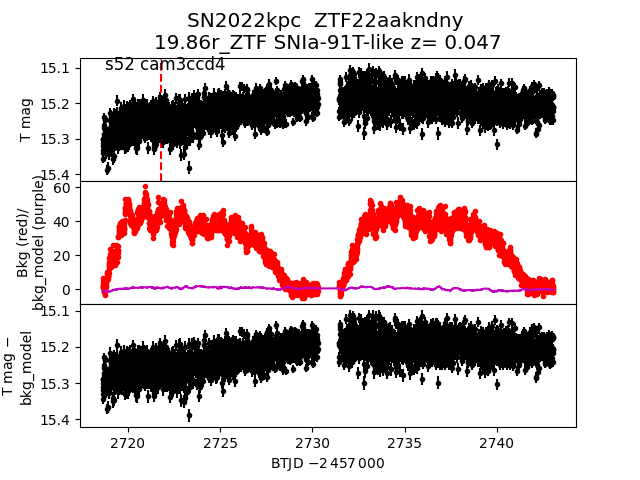 SN2022kpc  ZTF22aakndny
19.86r_ZTF SNIa-91T-like z= 0.047
s52 cam3ccd4
15.1
15.2
15.3
15.4
T mag
60
40
20
0
Bkg (red)/
bkg_model (purple)
15.1
15.2
15.3
15.4
T mag −
bkg_model
2720
2725
2730
2735
2740
BTJD −2 457 000